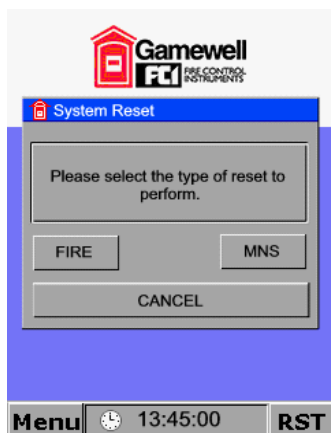 Gamewell
FCI FIRE CONTROL
INSTRUMENTS
System Reset
Please select the type of reset to
perform.
FIRE
MNS
CANCEL
Menu 13:45:00 RST